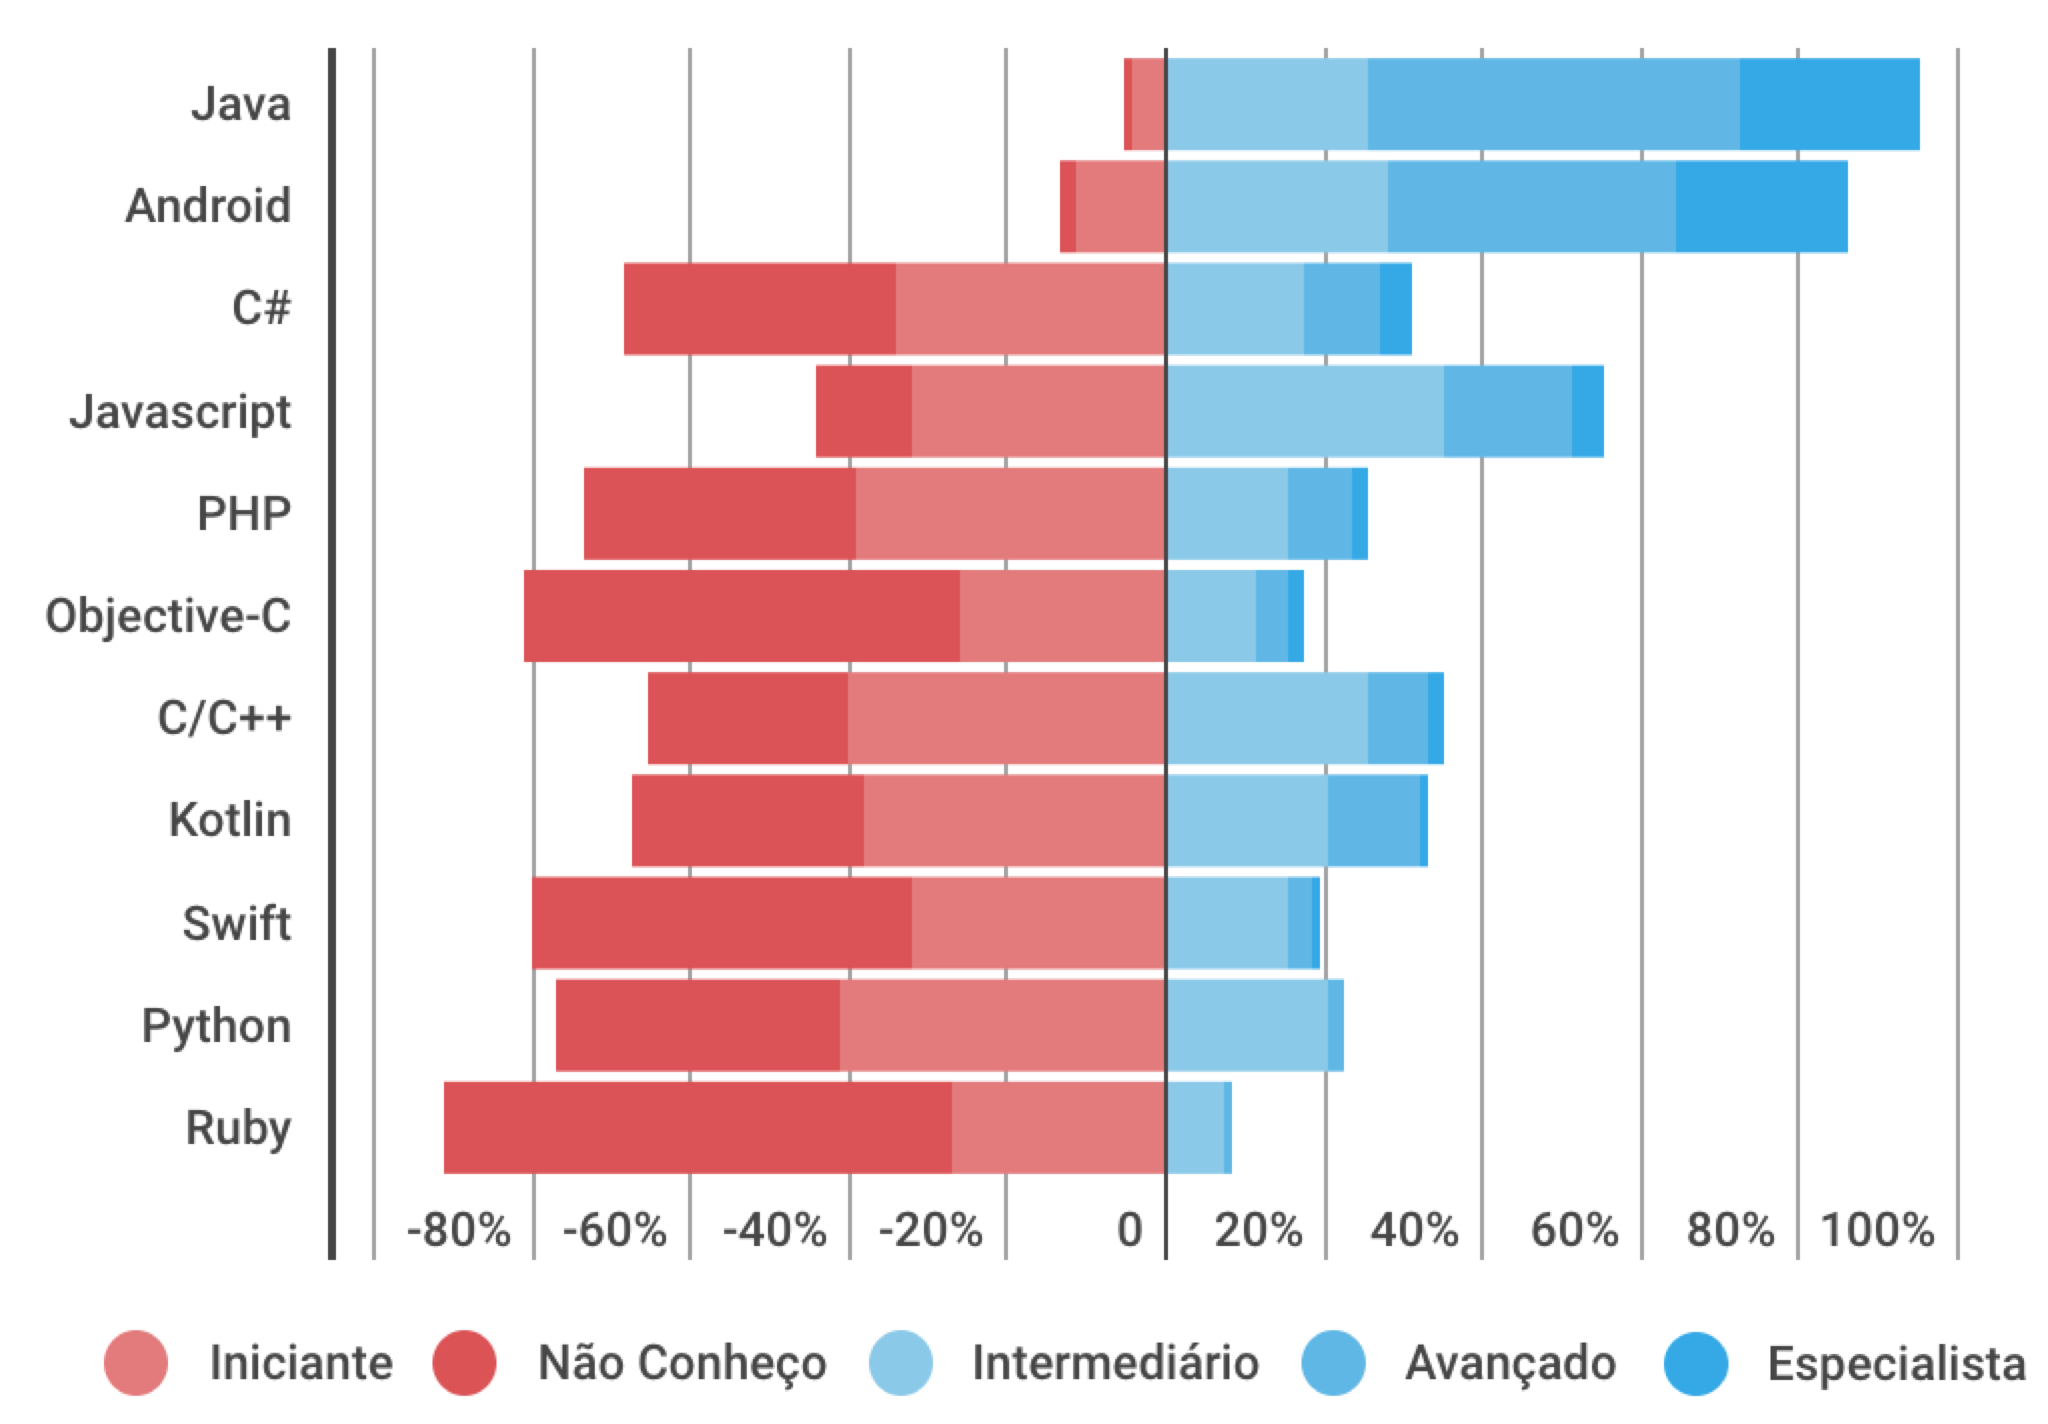 Java
Android
C#
Javascript
PHP
Objective-C
C/C++
Kotlin
Swift
Python
Ruby
-80% -60% -40% -20% 0 20% 40% 60% 80% 100%
Iniciante Não Conheço Intermediário Avançado Especialista